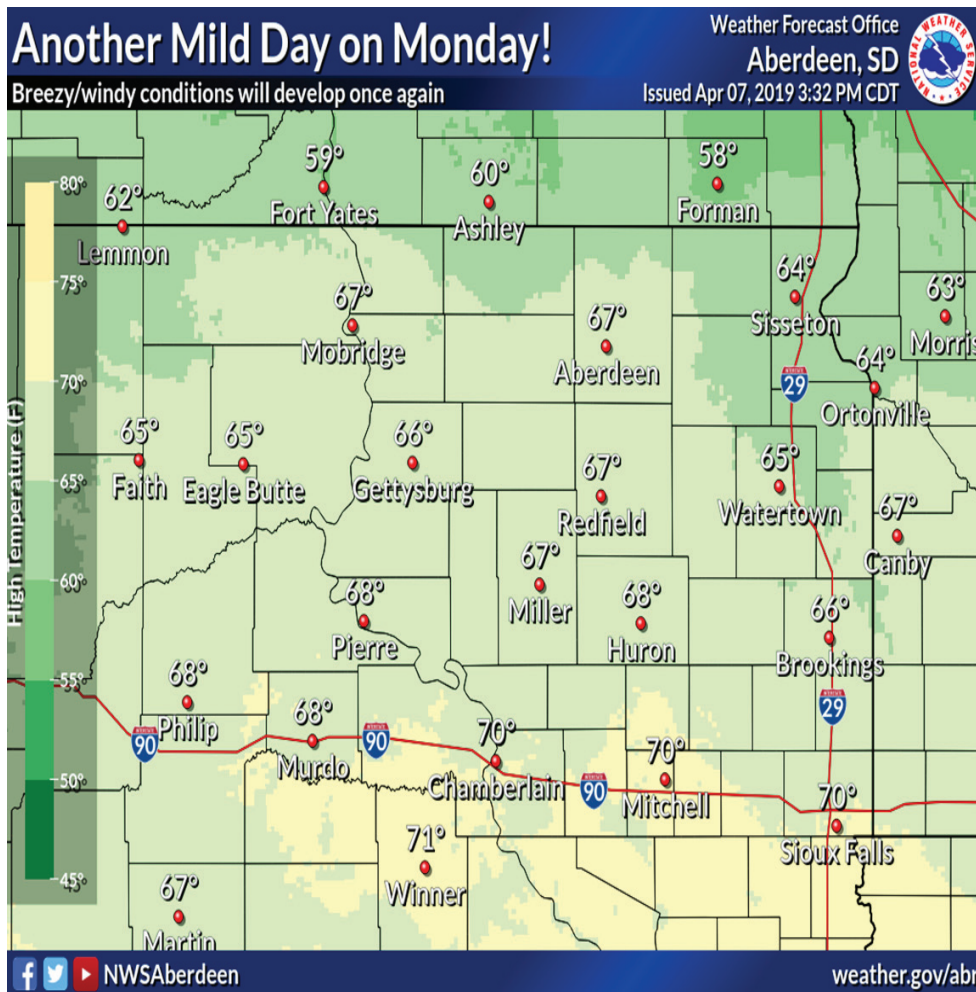 Another Mild Day on Monday!
Breezy/windy conditions will develop once again
Weather Forecast Office
Aberdeen, SD
Issued Apr 07, 2019 3:32 PM CDT
NATIONAL WEATHER SERVICE
High Temperature (F)
80°
75°
70°
65°
60°
55°
50°
45°
62°
Lemmon
59°
Fort Yates
60°
Ashley
58°
Forman
67°
Mobridge
67°
Aberdeen
64°
Sisseton
63°
Morris
64°
Ortonville
29
65°
Faith
65°
Eagle Butte
66°
Gettysburg
67°
Redfield
65°
Watertown
67°
Canby
67°
Miller
68°
Pierre
68°
Huron
66°
Brookings
68°
Philip
90
68°
Murdo
90
70°
Chamberlain
90
70°
Mitchell
29
70°
Sioux Falls
71°
Winner
67°
Martin
NWSAberdeen
weather.gov/abr